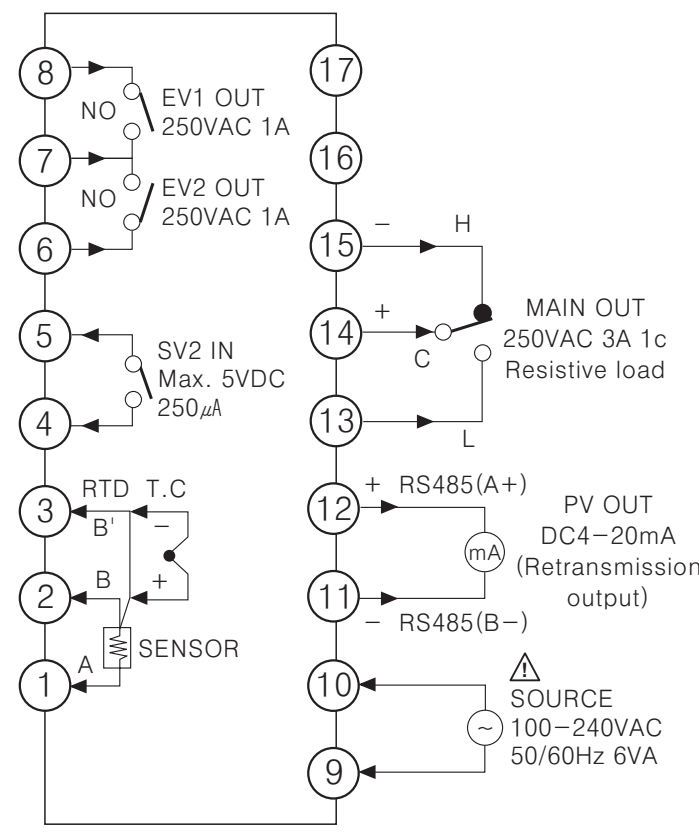 8
NO
EV1 OUT
250VAC 1A
7
NO
EV2 OUT
250VAC 1A
6
5
SV2 IN
Max. 5VDC
250㎂
4
3
RTD T.C
B'
−
2
B
+
SENSOR
1
A
17
16
15
−
H
14
+
C
MAIN OUT
250VAC 3A 1c
Resistive load
13
L
12
+ RS485(A+)
mA
PV OUT
DC4−20mA
(Retransmission
output)
11
− RS485(B−)
10
⚠
SOURCE
100−240VAC
50/60Hz 6VA
~
9